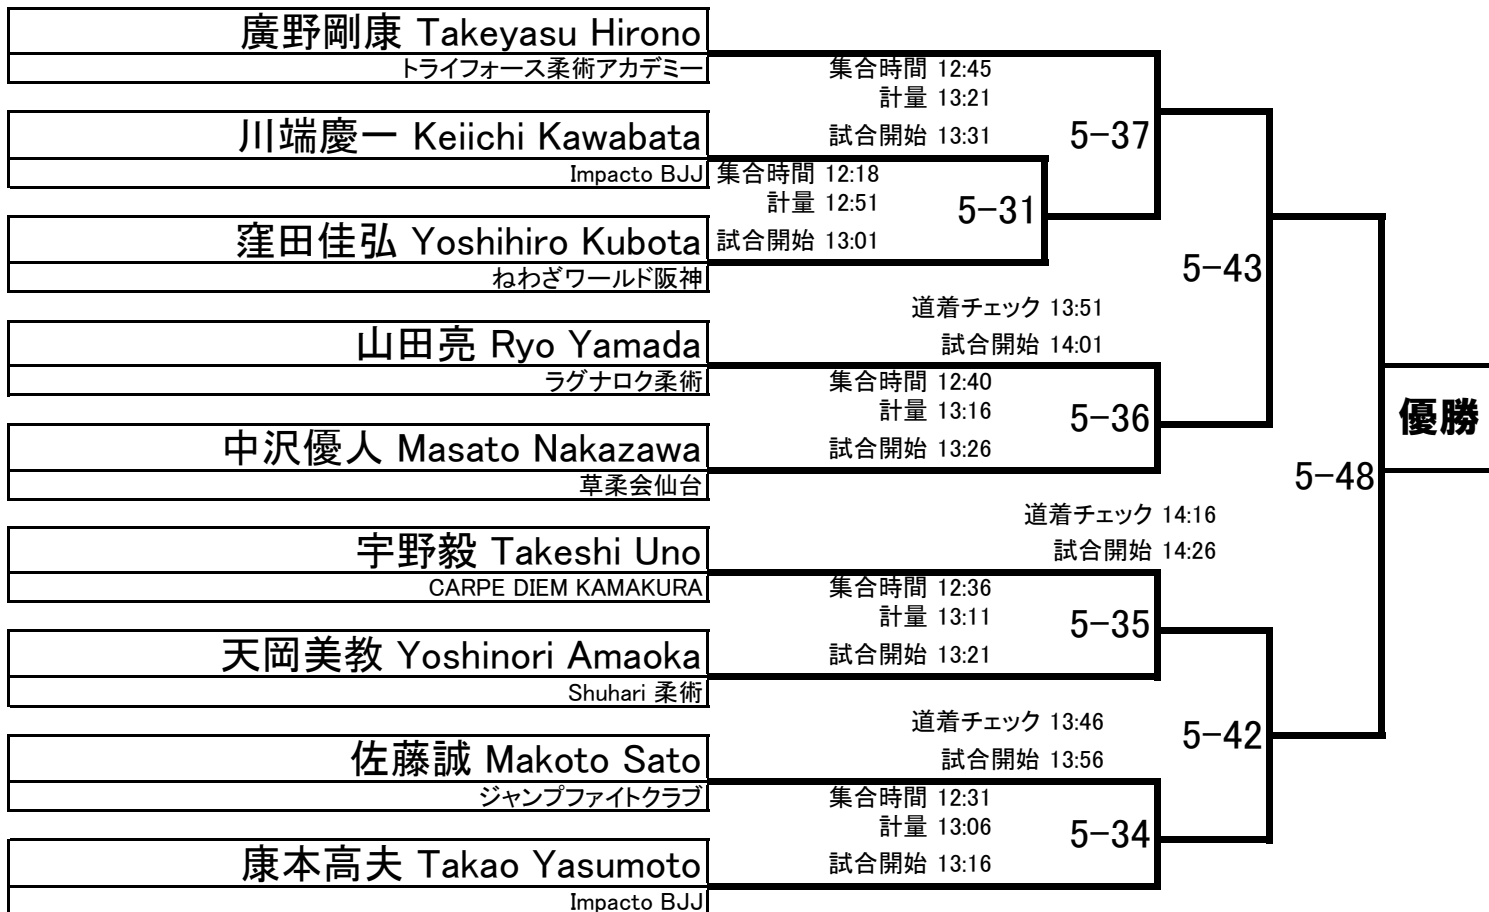 廣野剛康 Takeyasu Hirono
トライフォース柔術アカデミー
集合時間 12:45
計量 13:21
試合開始 13:31
5-37
川端慶一 Keiichi Kawabata
Impacto BJJ
集合時間 12:18
計量 12:51
試合開始 13:01
5-31
窪田佳弘 Yoshihiro Kubota
ねわざワールド阪神
5-43
道着チェック 13:51
試合開始 14:01
山田亮 Ryo Yamada
ラグナロク柔術
集合時間 12:40
計量 13:16
試合開始 13:26
5-36
優勝
中沢優人 Masato Nakazawa
草柔会仙台
5-48
道着チェック 14:16
試合開始 14:26
宇野毅 Takeshi Uno
CARPE DIEM KAMAKURA
集合時間 12:36
計量 13:11
試合開始 13:21
5-35
天岡美教 Yoshinori Amaoka
Shuhari 柔術
道着チェック 13:46
試合開始 13:56
5-42
佐藤誠 Makoto Sato
ジャンプファイトクラブ
集合時間 12:31
計量 13:06
試合開始 13:16
5-34
康本高夫 Takao Yasumoto
Impacto BJJ